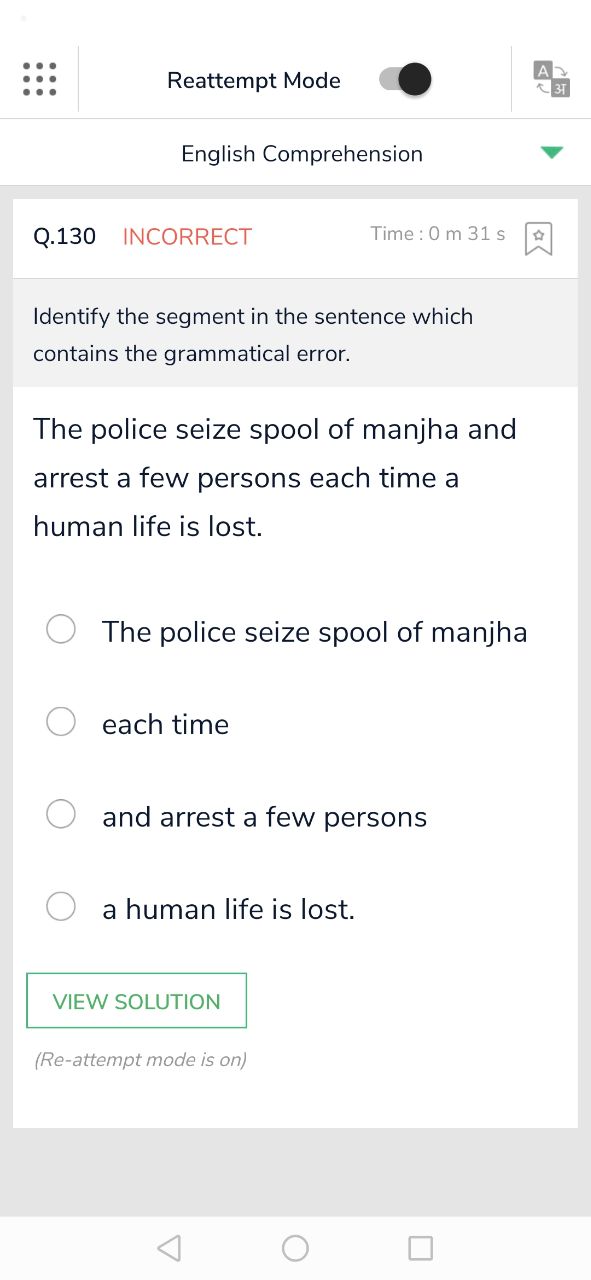 Reattempt Mode
A
अ
English Comprehension
Q.130 INCORRECT Time : 0 m 31 s
Identify the segment in the sentence which
contains the grammatical error.
The police seize spool of manjha and
arrest a few persons each time a
human life is lost.
The police seize spool of manjha
each time
and arrest a few persons
a human life is lost.
VIEW SOLUTION
(Re-attempt mode is on)